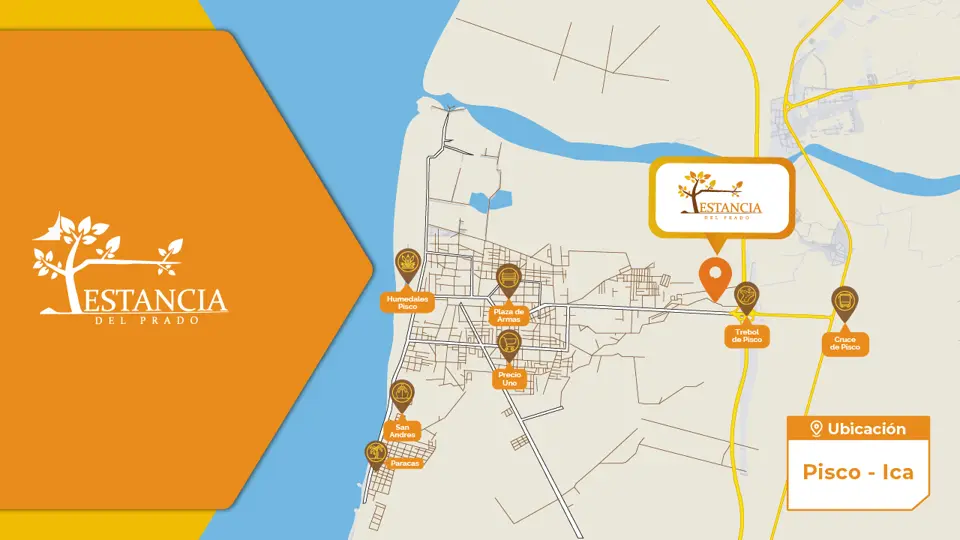 ESTANCIA
DEL PRADO
ESTANCIA
DEL PRADO
Humedales
Pisco
Plaza de
Armas
Trebol
de Pisco
Cruce
de Pisco
Precio
Uno
San
Andres
Paracas
Ubicación
Pisco - Ica